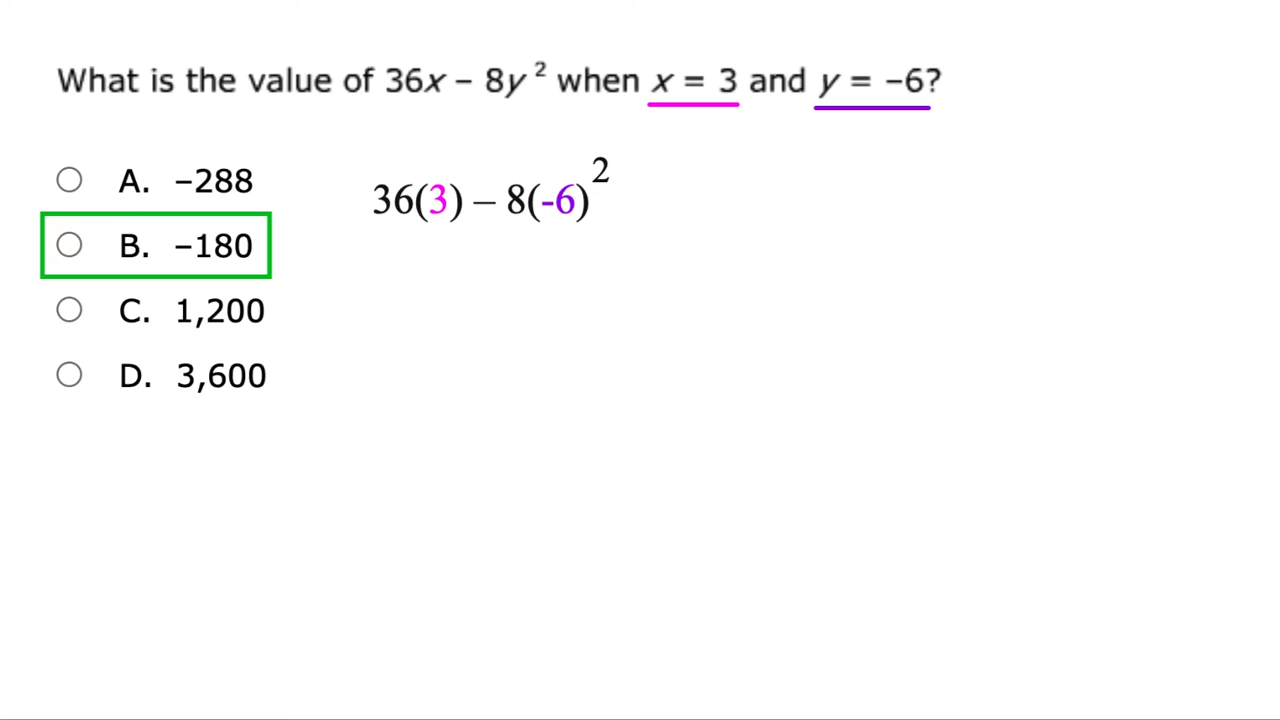 What is the value of 36x – 8y ² when x = 3 and y = –6?
A. –288
36(3) – 8(-6)²
B. –180
C. 1,200
D. 3,600